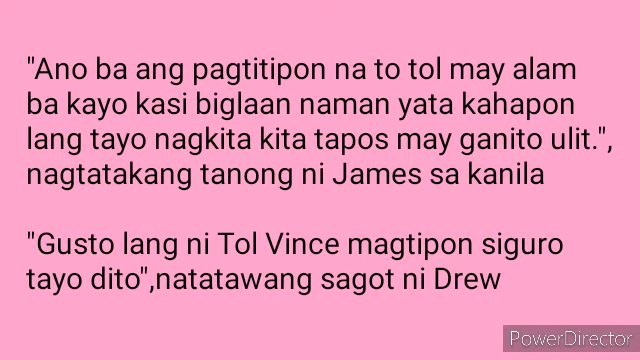 "Ano ba ang pagtitipon na to tol may alam
ba kayo kasi biglaan naman yata kahapon
lang tayo nagkita kita tapos may ganito ulit.",
nagtatakang tanong ni James sa kanila
"Gusto lang ni Tol Vince magtipon siguro
tayo dito",natatawang sagot ni Drew
PowerDirector